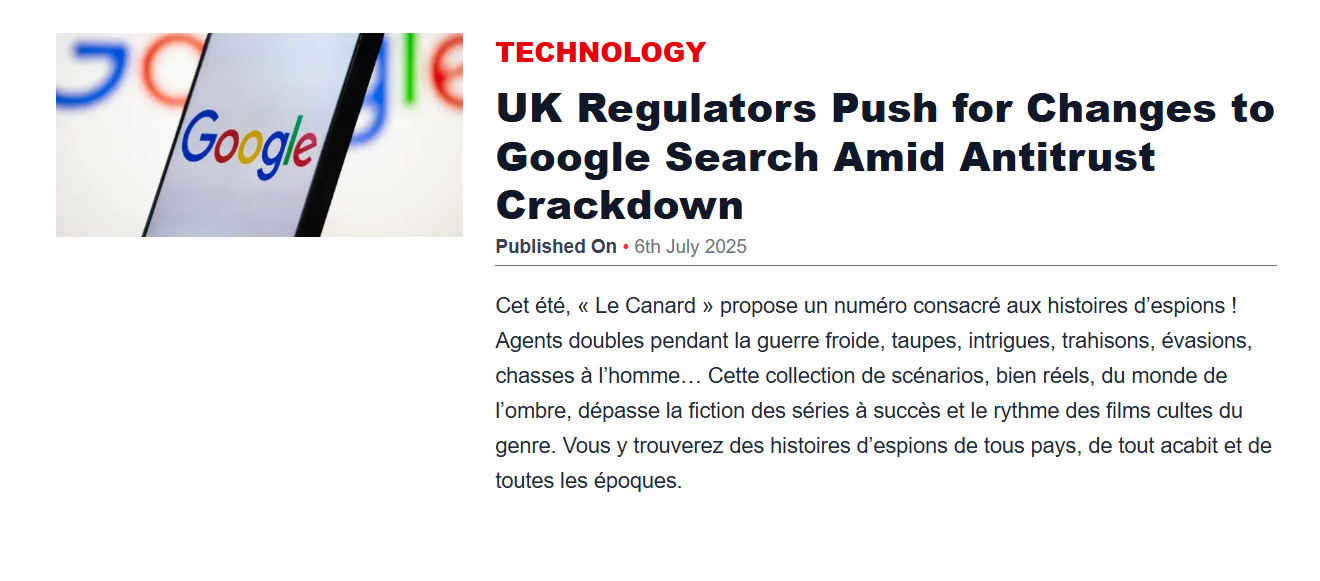 Google
Google
TECHNOLOGY
UK Regulators Push for Changes to
Google Search Amid Antitrust
Crackdown
Published On • 6th July 2025
Cet été, « Le Canard » propose un numéro consacré aux histoires d’espions !
Agents doubles pendant la guerre froide, taupes, intrigues, trahisons, évasions,
chasses à l’homme… Cette collection de scénarios, bien réels, du monde de
l’ombre, dépasse la fiction des séries à succès et le rythme des films cultes du
genre. Vous y trouverez des histoires d’espions de tous pays, de tout acabit et de
toutes les époques.